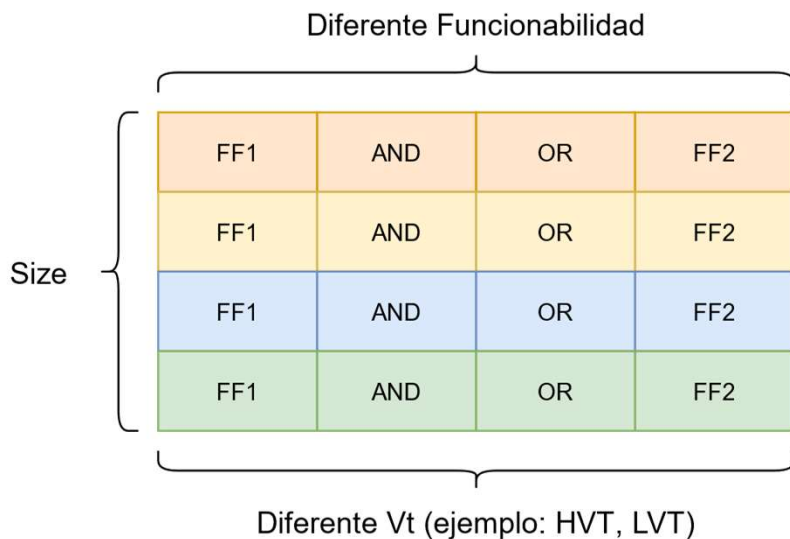 Diferente Funcionabilidad
FF1 AND OR FF2
FF1 AND OR FF2
Size
FF1 AND OR FF2
FF1 AND OR FF2
Diferente Vt (ejemplo: HVT, LVT)